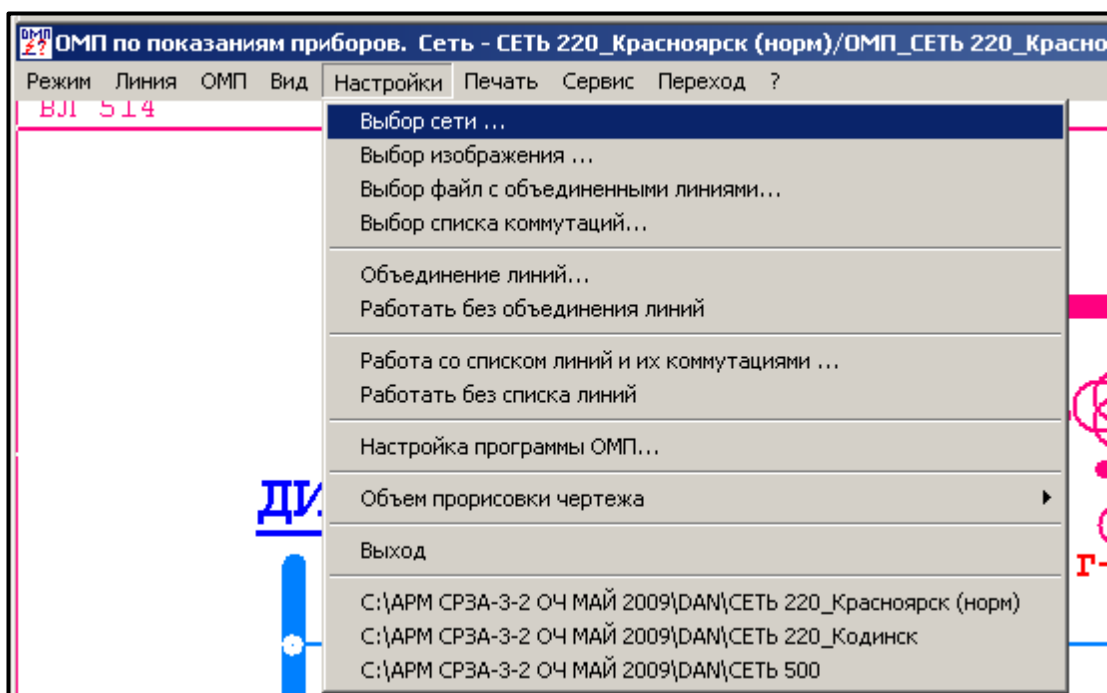 ОМП по показаниям приборов. Сеть - СЕТЬ 220_Красноярск (норм)/ОМП_СЕТЬ 220_Красно
Режим Линия ОМП Вид Настройки Печать Сервис Переход ?
ВЛ 514
Выбор сети ...
Выбор изображения ...
Выбор файл с объединенными линиями...
Выбор списка коммутаций...
Объединение линий...
Работать без объединения линий
Работа со списком линий и их коммутациями ...
Работать без списка линий
Настройка программы ОМП...
Объем прорисовки чертежа
ДИ
Выход
г-
C:\АРМ СРЗА-3-2 ОЧ МАЙ 2009\DAN\СЕТЬ 220_Красноярск (норм)
C:\АРМ СРЗА-3-2 ОЧ МАЙ 2009\DAN\СЕТЬ 220_Кодинск
C:\АРМ СРЗА-3-2 ОЧ МАЙ 2009\DAN\СЕТЬ 500